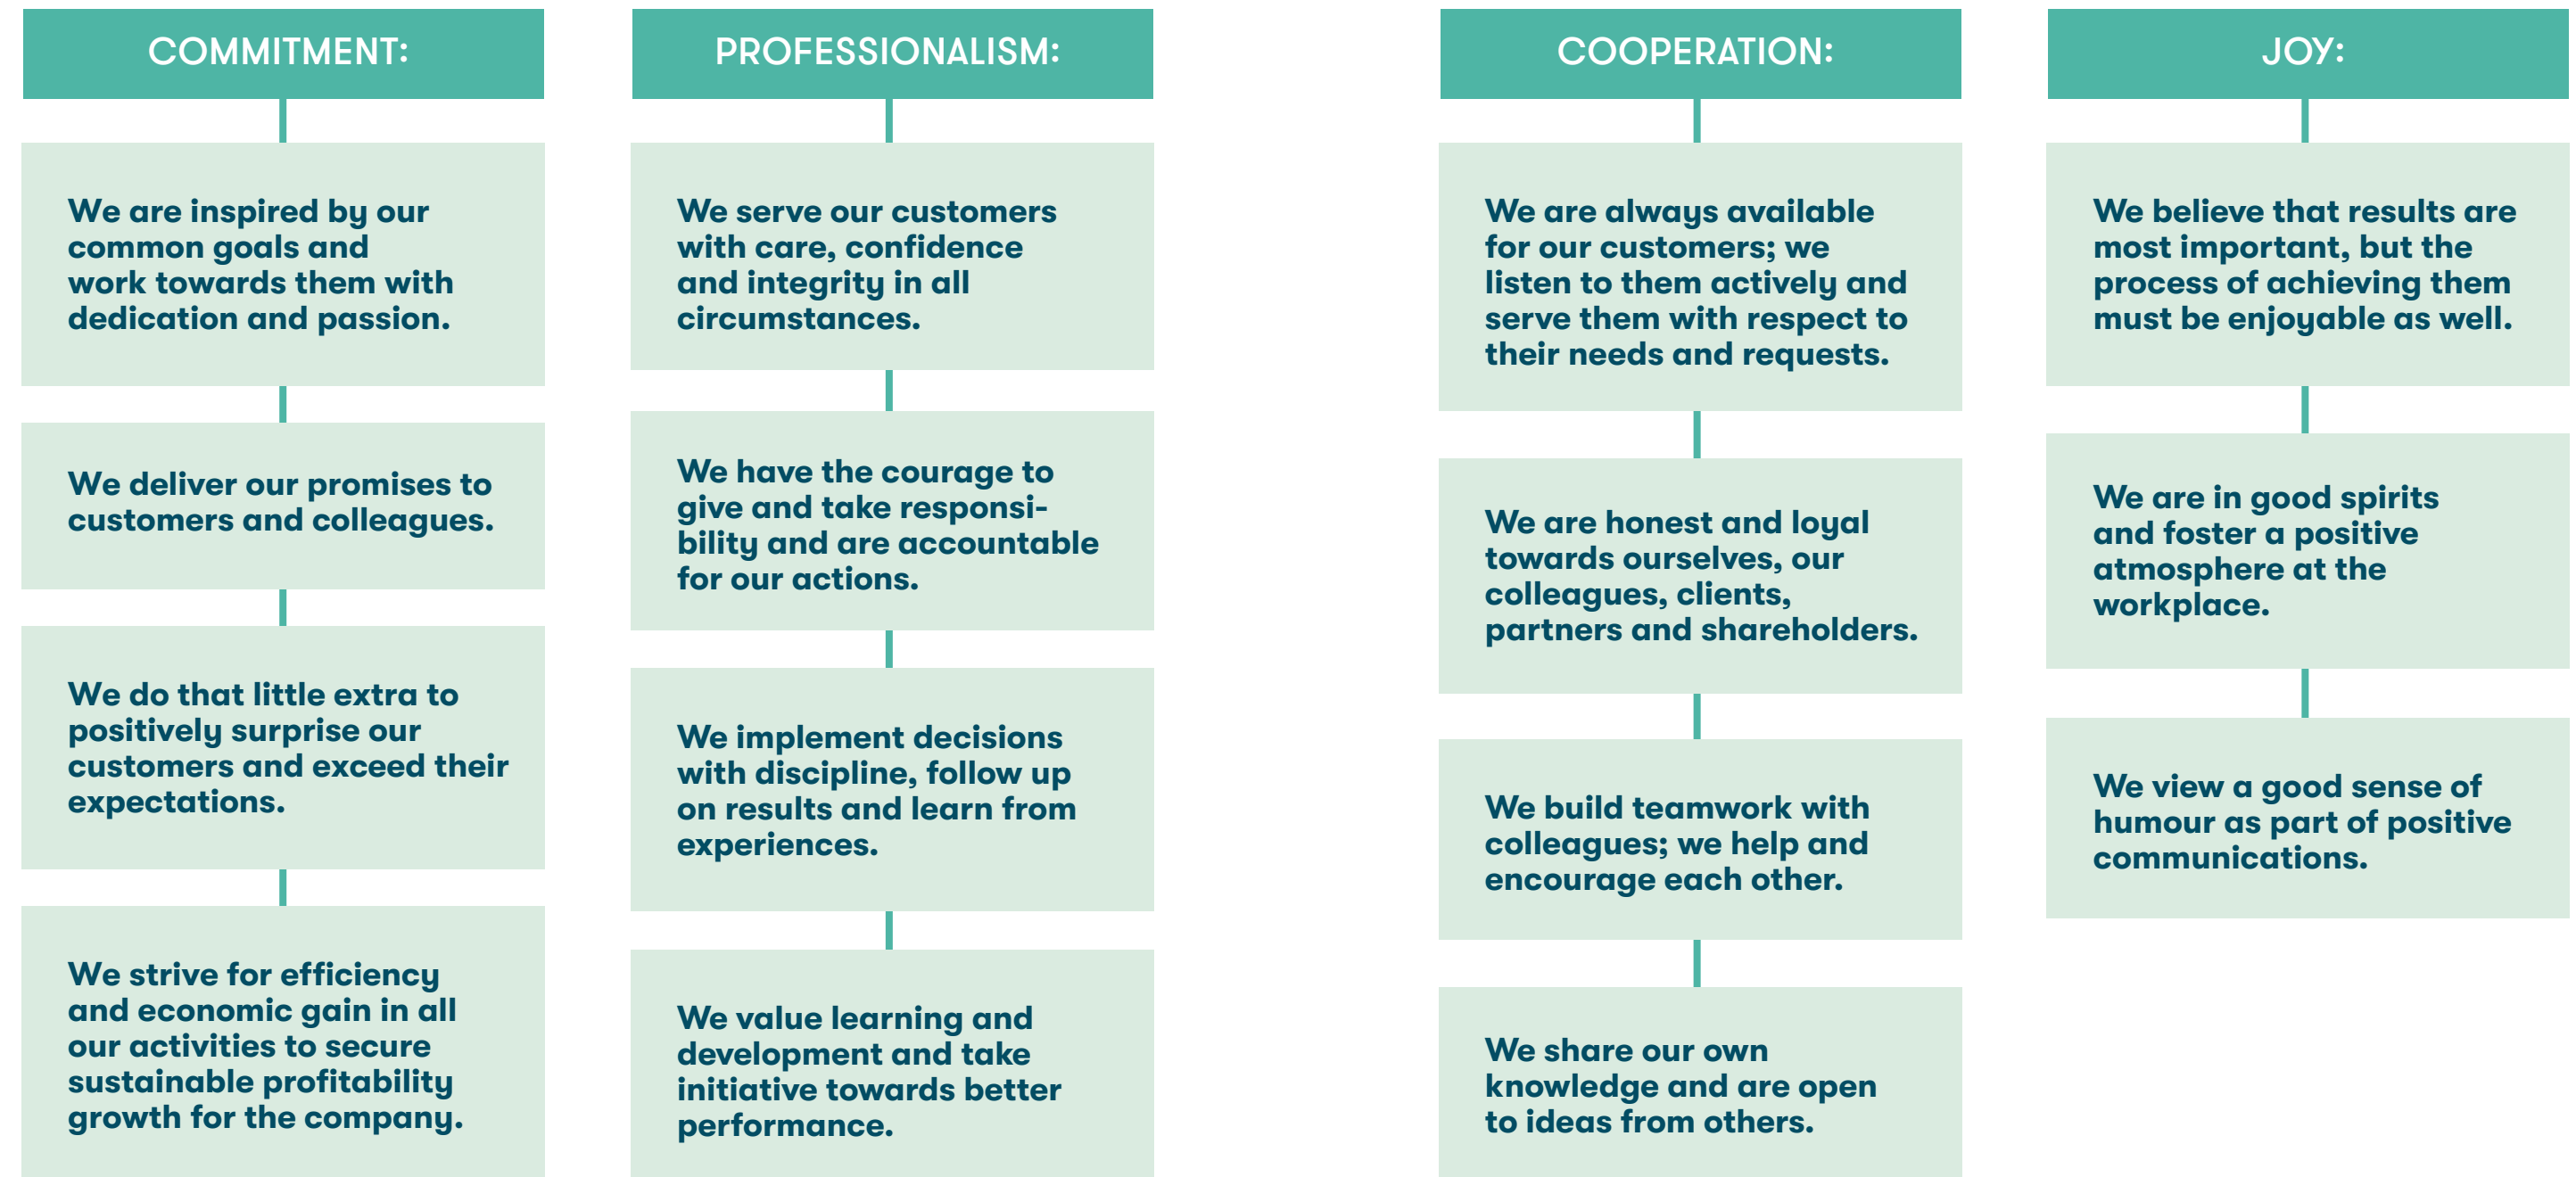 COMMITMENT:
We are inspired by our
common goals and
work towards them with
dedication and passion.
We deliver our promises to
customers and colleagues.
We do that little extra to
positively surprise our
customers and exceed their
expectations.
We strive for efficiency
and economic gain in all
our activities to secure
sustainable profitability
growth for the company.
PROFESSIONALISM:
We serve our customers
with care, confidence
and integrity in all
circumstances.
We have the courage to
give and take responsi-
bility and are accountable
for our actions.
We implement decisions
with discipline, follow up
on results and learn from
experiences.
We value learning and
development and take
initiative towards better
performance.
COOPERATION:
We are always available
for our customers; we
listen to them actively and
serve them with respect to
their needs and requests.
We are honest and loyal
towards ourselves, our
colleagues, clients,
partners and shareholders.
We build teamwork with
colleagues; we help and
encourage each other.
We share our own
knowledge and are open
to ideas from others.
JOY:
We believe that results are
most important, but the
process of achieving them
must be enjoyable as well.
We are in good spirits
and foster a positive
atmosphere at the
workplace.
We view a good sense of
humour as part of positive
communications.